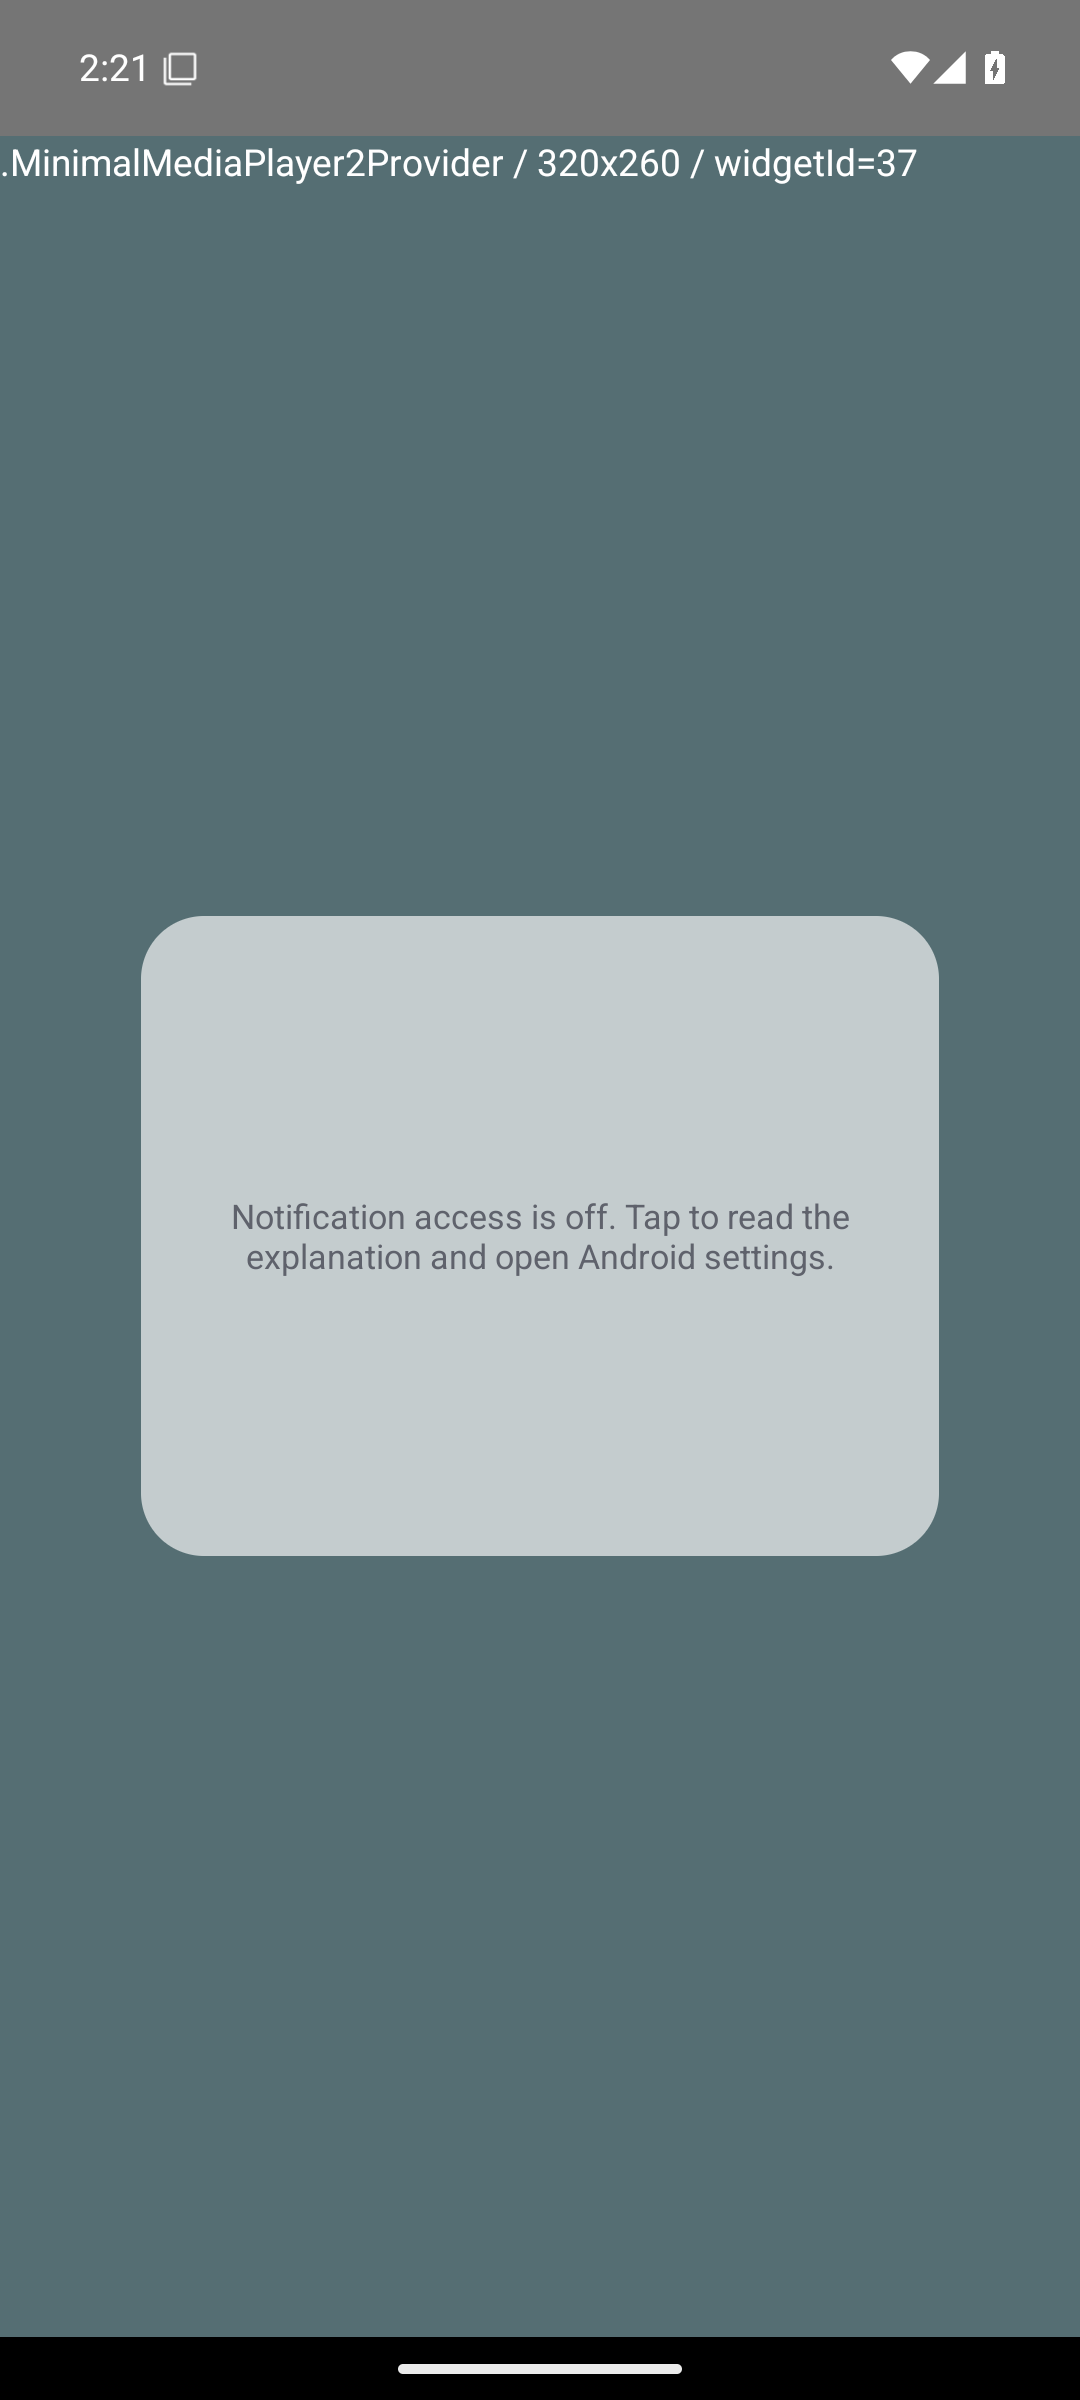 2:21
.MinimalMediaPlayer2Provider / 320x260 / widgetId=37
Notification access is off. Tap to read the
explanation and open Android settings.